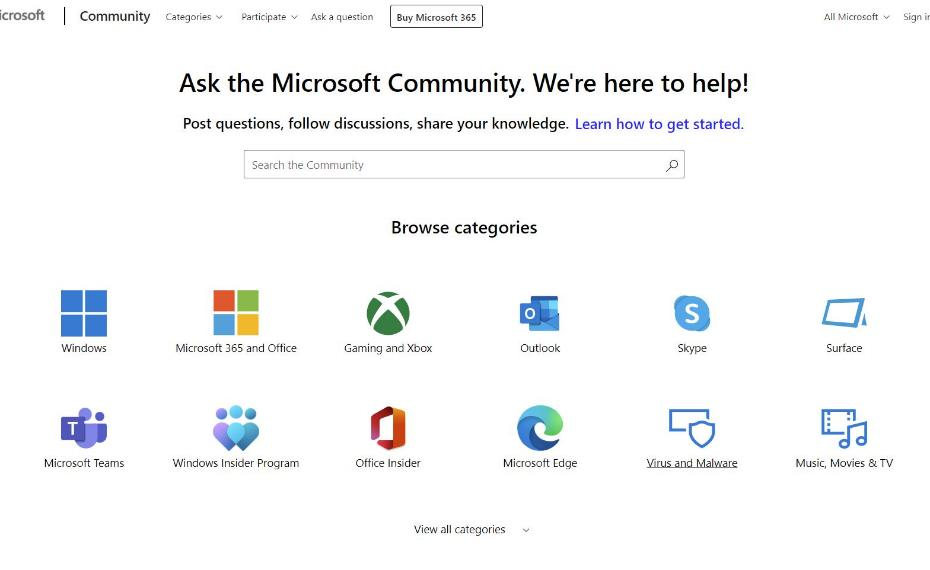 icrosoft Community Categories Participate Ask a question Buy Microsoft 365 All Microsoft Sign in
Ask the Microsoft Community. We're here to help!
Post questions, follow discussions, share your knowledge. Learn how to get started.
Search the Community
Browse categories
Windows Microsoft 365 and Office Gaming and Xbox Outlook Skype Surface
Microsoft Teams Windows Insider Program Office Insider Microsoft Edge Virus and Malware Music, Movies & TV
View all categories